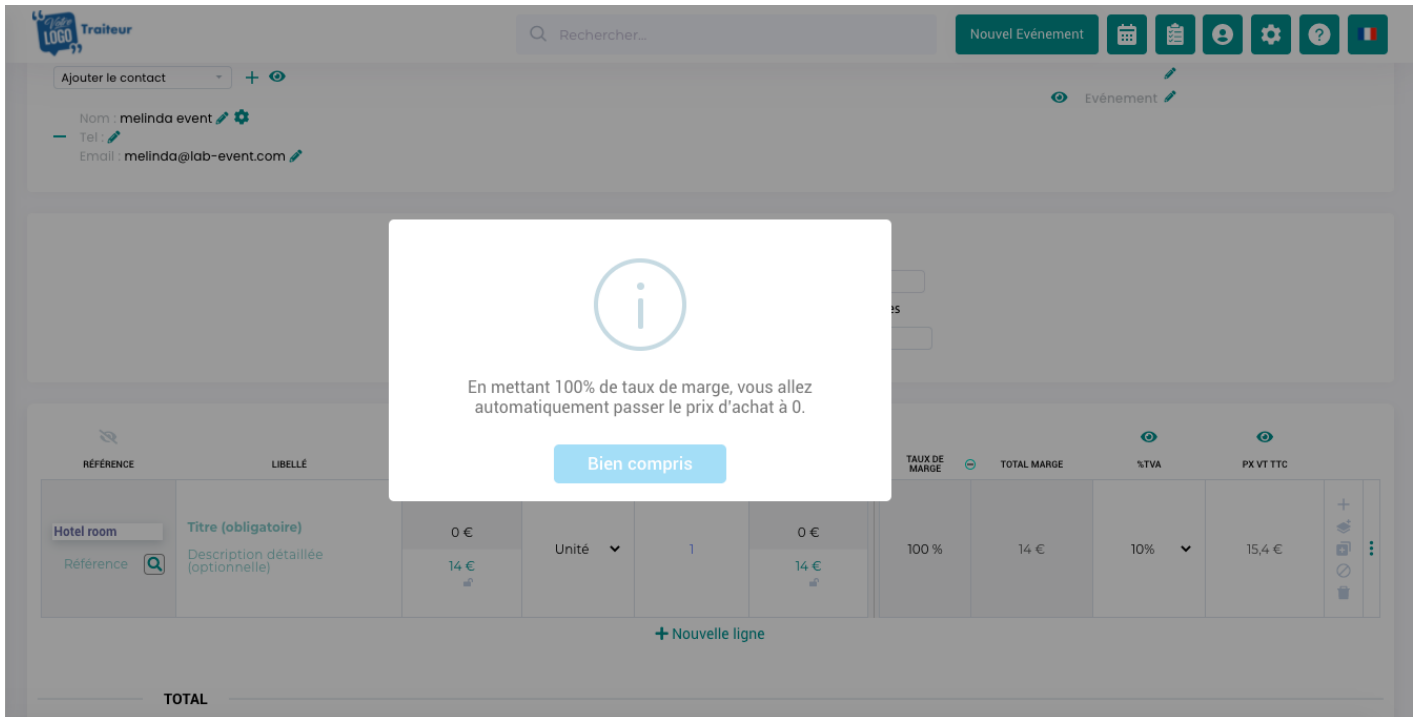 Votre
LOGO
Traiteur
Rechercher...
Nouvel Evénement
Ajouter le contact
Nom : melinda event
Tel :
Email : melinda@lab-event.com
Evénement
es
En mettant 100% de taux de marge, vous allez
automatiquement passer le prix d'achat à 0.
Bien compris
RÉFÉRENCE
LIBELLÉ
TAUX DE
MARGE
TOTAL MARGE
%TVA
PX VT TTC
Hotel room
Référence
Titre (obligatoire)
Description détaillée
(optionnelle)
0 €
14 €
Unité
1
0 €
14 €
100 %
14 €
10%
15,4 €
+ Nouvelle ligne
TOTAL